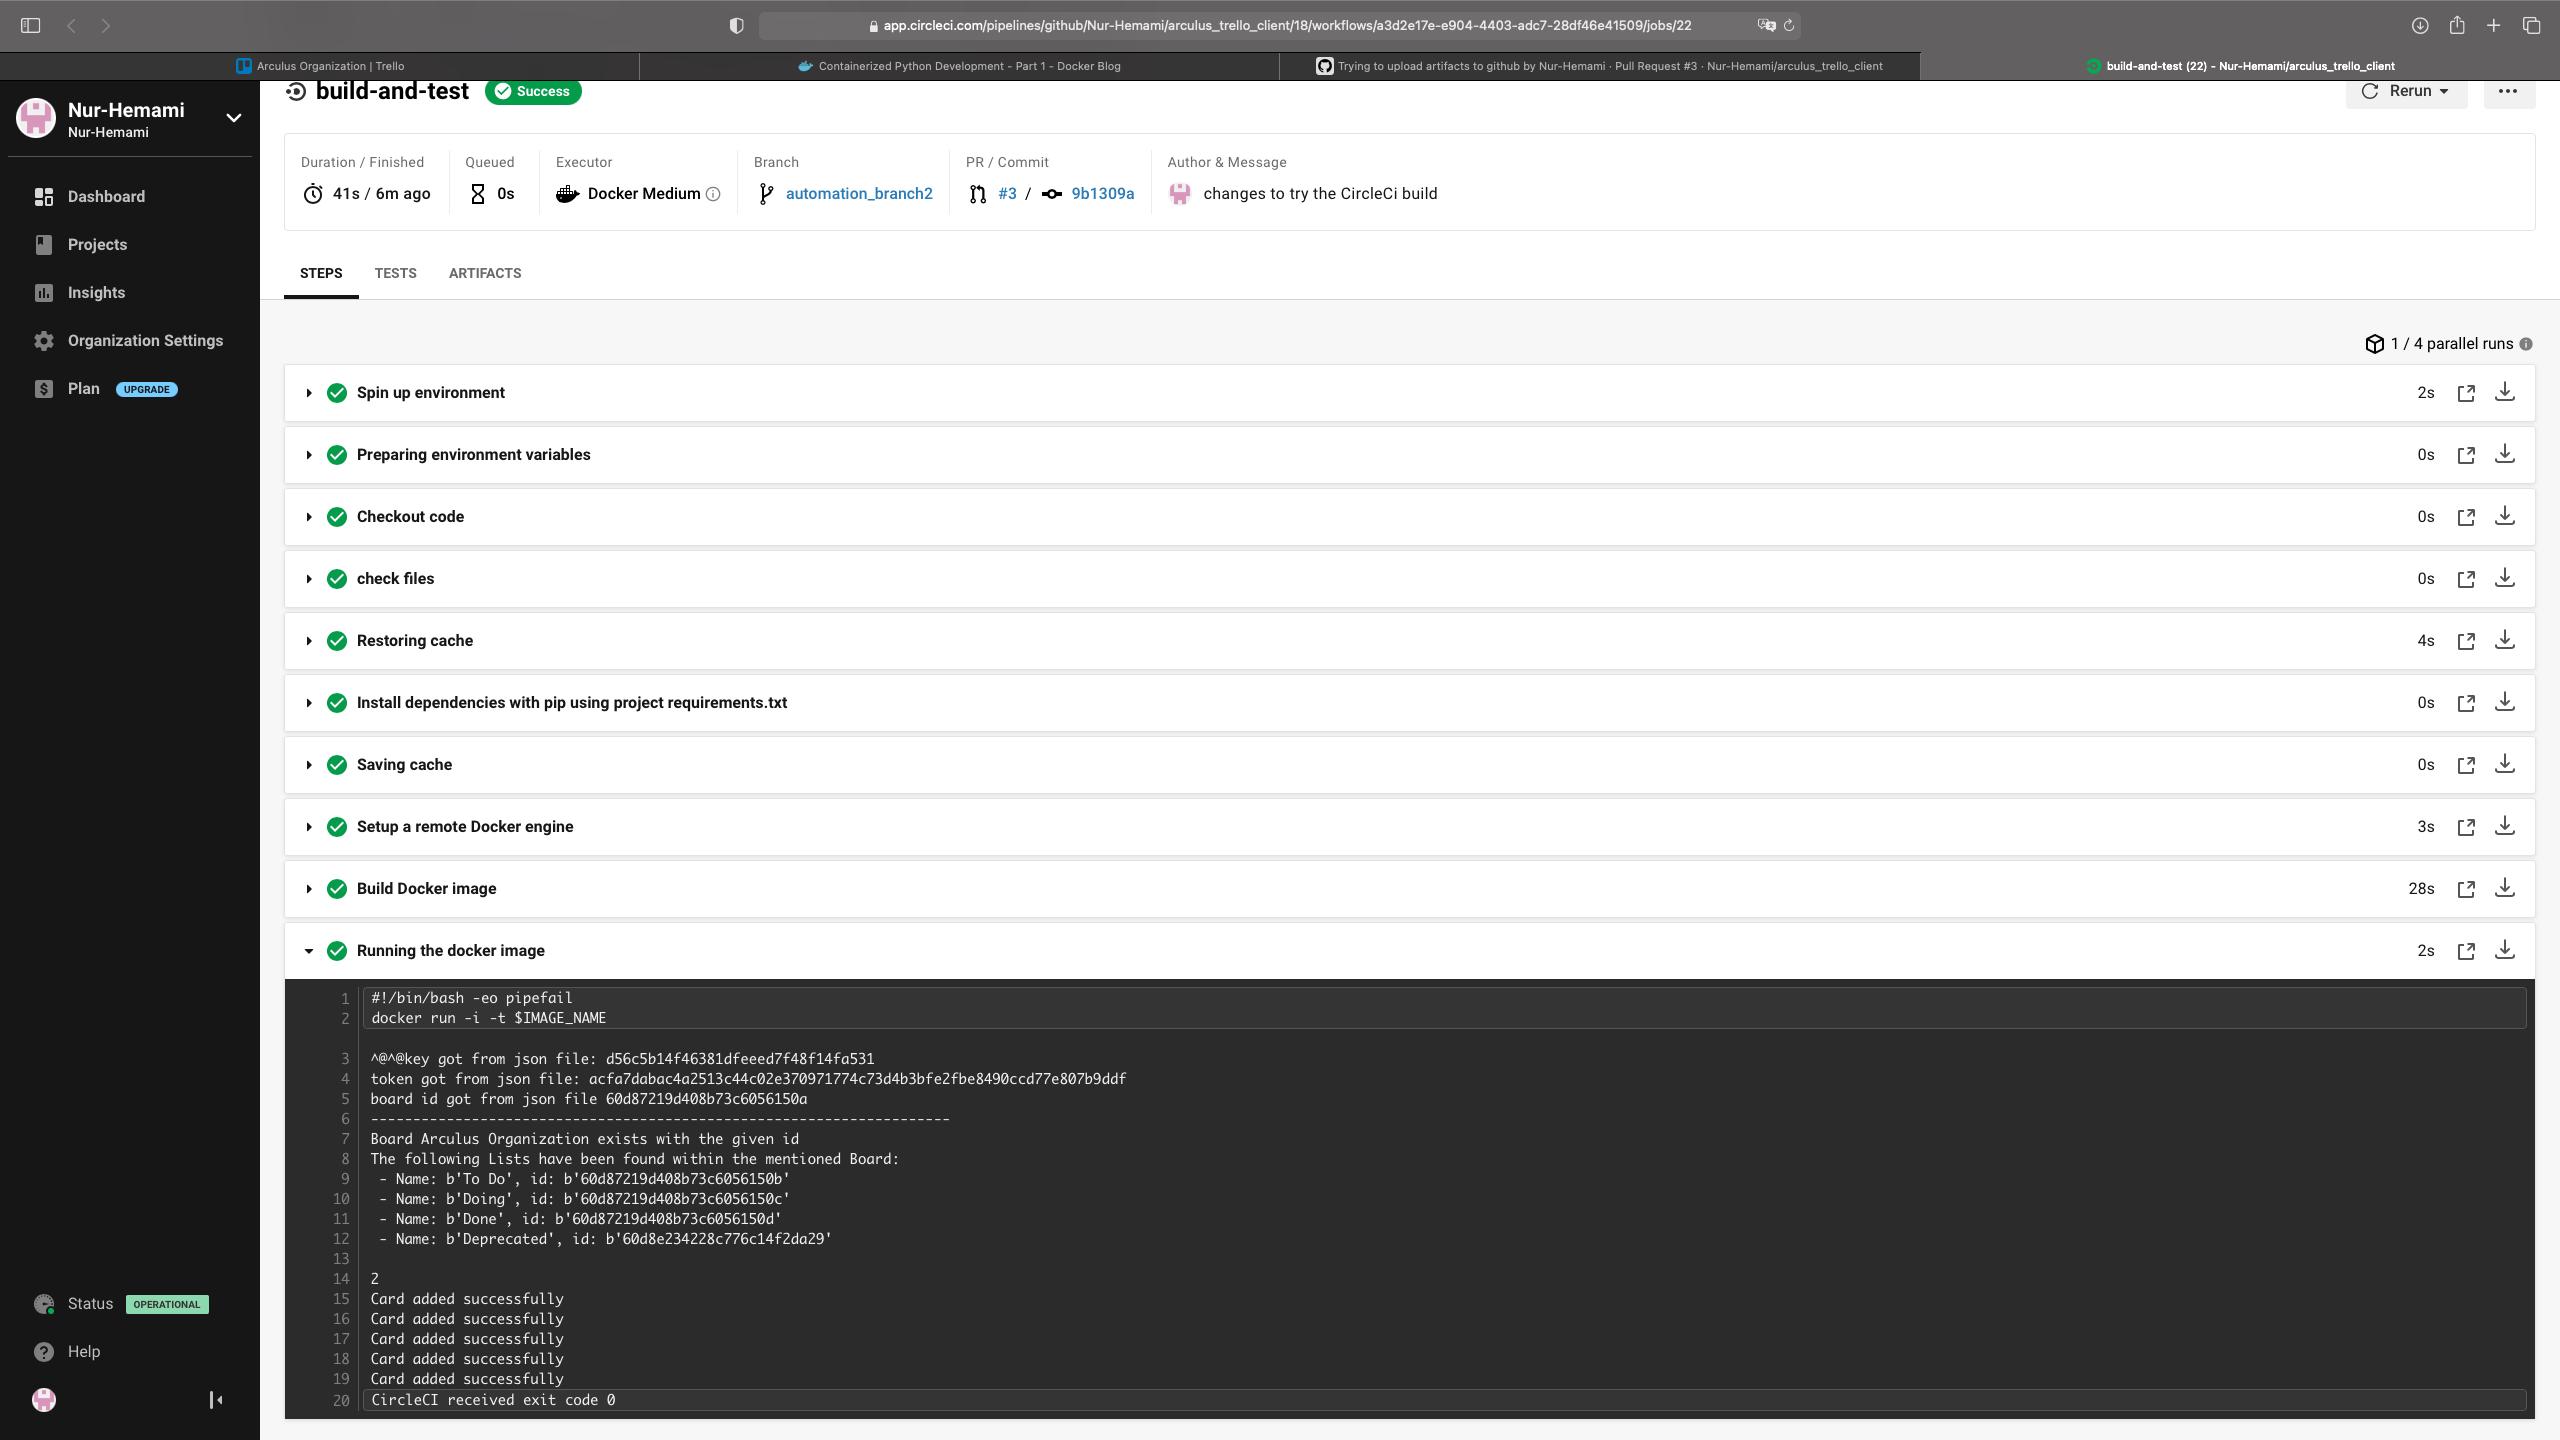 app.circleci.com/pipelines/github/Nur-Hemami/arculus_trello_client/18/workflows/a3d2e17e-e904-4403-adc7-28df46e41509/jobs/22
Arculus Organization | Trello
Containerized Python Development - Part 1 - Docker Blog
Trying to upload artifacts to github by Nur-Hemami · Pull Request #3 · Nur-Hemami/arculus_trello_client
build-and-test (22) - Nur-Hemami/arculus_trello_client
Nur-Hemami
Nur-Hemami
Dashboard
Projects
Insights
Organization Settings
Plan UPGRADE
Status OPERATIONAL
Help
build-and-test Success
Rerun
Duration / Finished
41s / 6m ago
Queued
0s
Executor
Docker Medium
Branch
automation_branch2
PR / Commit
#3 / 9b1309a
Author & Message
changes to try the CircleCi build
STEPS TESTS ARTIFACTS
1 / 4 parallel runs
Spin up environment 2s
Preparing environment variables 0s
Checkout code 0s
check files 0s
Restoring cache 4s
Install dependencies with pip using project requirements.txt 0s
Saving cache 0s
Setup a remote Docker engine 3s
Build Docker image 28s
Running the docker image 2s
1 #!/bin/bash -eo pipefail
2 docker run -i -t $IMAGE_NAME
3 ^@^@key got from json file: d56c5b14f46381dfeeed7f48f14fa531
4 token got from json file: acfa7dabac4a2513c44c02e370971774c73d4b3bfe2fbe8490ccd77e807b9ddf
5 board id got from json file 60d87219d408b73c6056150a
6 ---------------------------------------------------------------------
7 Board Arculus Organization exists with the given id
8 The following Lists have been found within the mentioned Board:
9 - Name: b'To Do', id: b'60d87219d408b73c6056150b'
10 - Name: b'Doing', id: b'60d87219d408b73c6056150c'
11 - Name: b'Done', id: b'60d87219d408b73c6056150d'
12 - Name: b'Deprecated', id: b'60d8e234228c776c14f2da29'
13
14 2
15 Card added successfully
16 Card added successfully
17 Card added successfully
18 Card added successfully
19 Card added successfully
20 CircleCI received exit code 0